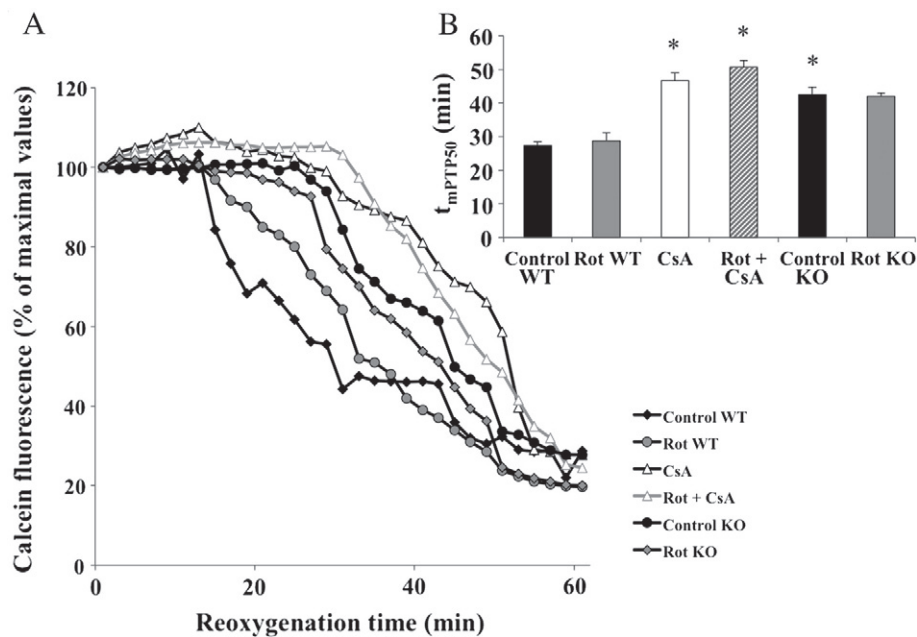 A
Calcein fluorescence (% of maximal values)
120
100
80
60
40
20
0
0
20
40
60
Reoxygenation time (min)
Control WT
Rot WT
CsA
Rot + CsA
Control KO
Rot KO
B
t_mPTP50 (min)
60
50
40
30
20
10
0
*
*
*
Control
WT
Rot WT
CsA
Rot +
CsA
Control
KO
Rot KO